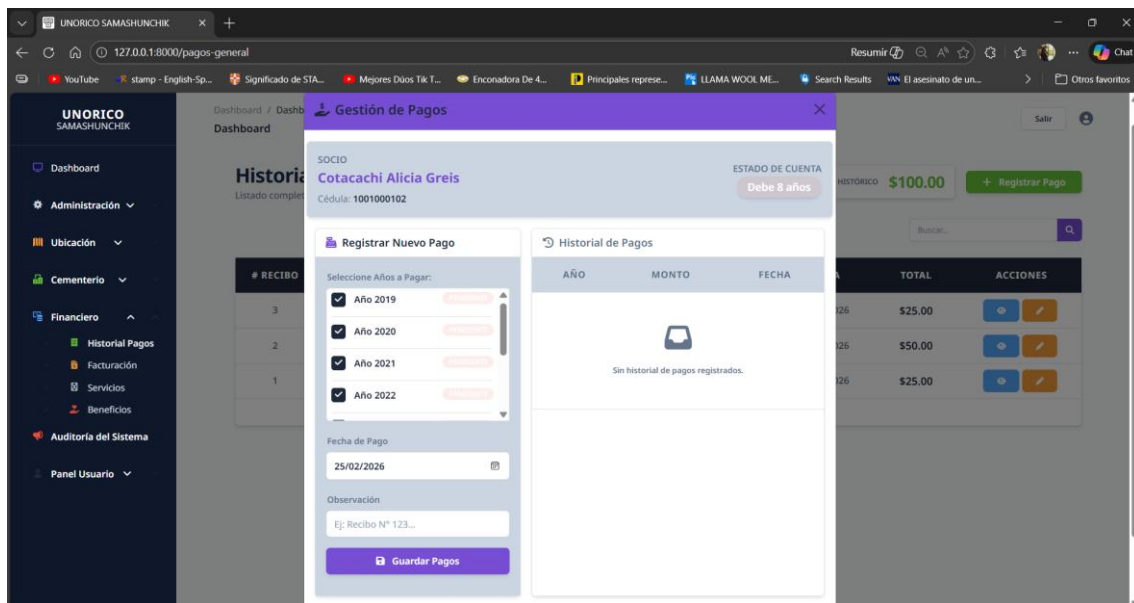 UNORICO SAMASHUNCHIK
127.0.0.1:8000/pagos-general
Resumir
Chat
YouTube
stamp - English-Sp...
Significado de STA...
Mejores Dúos Tik T...
Enconadora De 4...
Principales represe...
LLAMA WOOL ME...
Search Results
VAN El asesinato de un...
Otros favoritos
UNORICO
SAMASHUNCHIK
Dashboard
Administración
Ubicación
Cementerio
Financiero
Historial Pagos
Facturación
Servicios
Beneficios
Auditoría del Sistema
Panel Usuario
Dashboard / Dashb
Dashboard
Salir
Historia
Listado complet
HISTÓRICO $100.00
+ Registrar Pago
Buscar...
# RECIBO
TOTAL
ACCIONES
3
026
$25.00
2
026
$50.00
1
026
$25.00
Gestión de Pagos
SOCIO
Cotacachi Alicia Greis
Cédula: 1001000102
ESTADO DE CUENTA
Debe 8 años
Registrar Nuevo Pago
Seleccione Años a Pagar:
Año 2019
Año 2020
Año 2021
Año 2022
Fecha de Pago
25/02/2026
Observación
Ej: Recibo N° 123...
Guardar Pagos
Historial de Pagos
AÑO MONTO FECHA
Sin historial de pagos registrados.